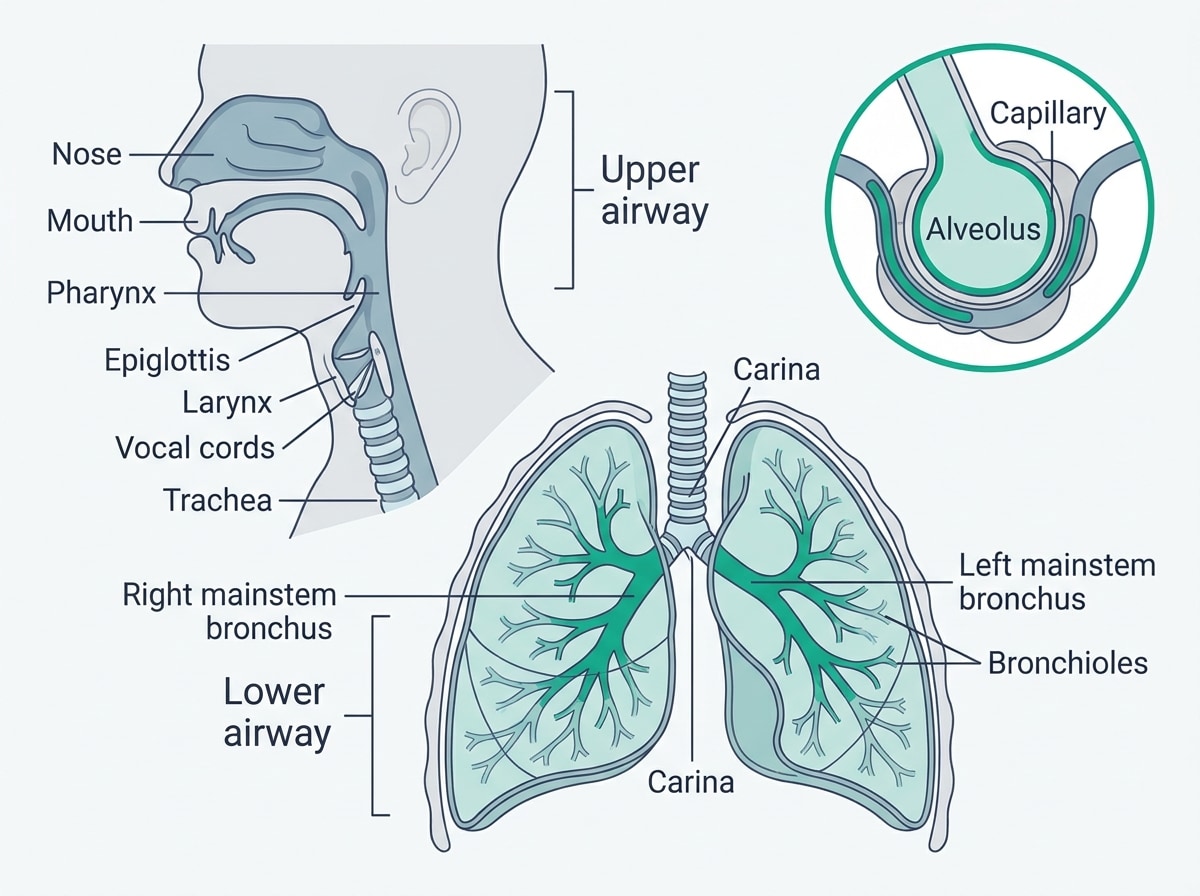 Nose
Mouth
Pharynx
Epiglottis
Larynx
Vocal cords
Trachea
Upper
airway
Capillary
Alveolus
Carina
Right mainstem
bronchus
Lower
airway
Left mainstem
bronchus
Bronchioles
Carina